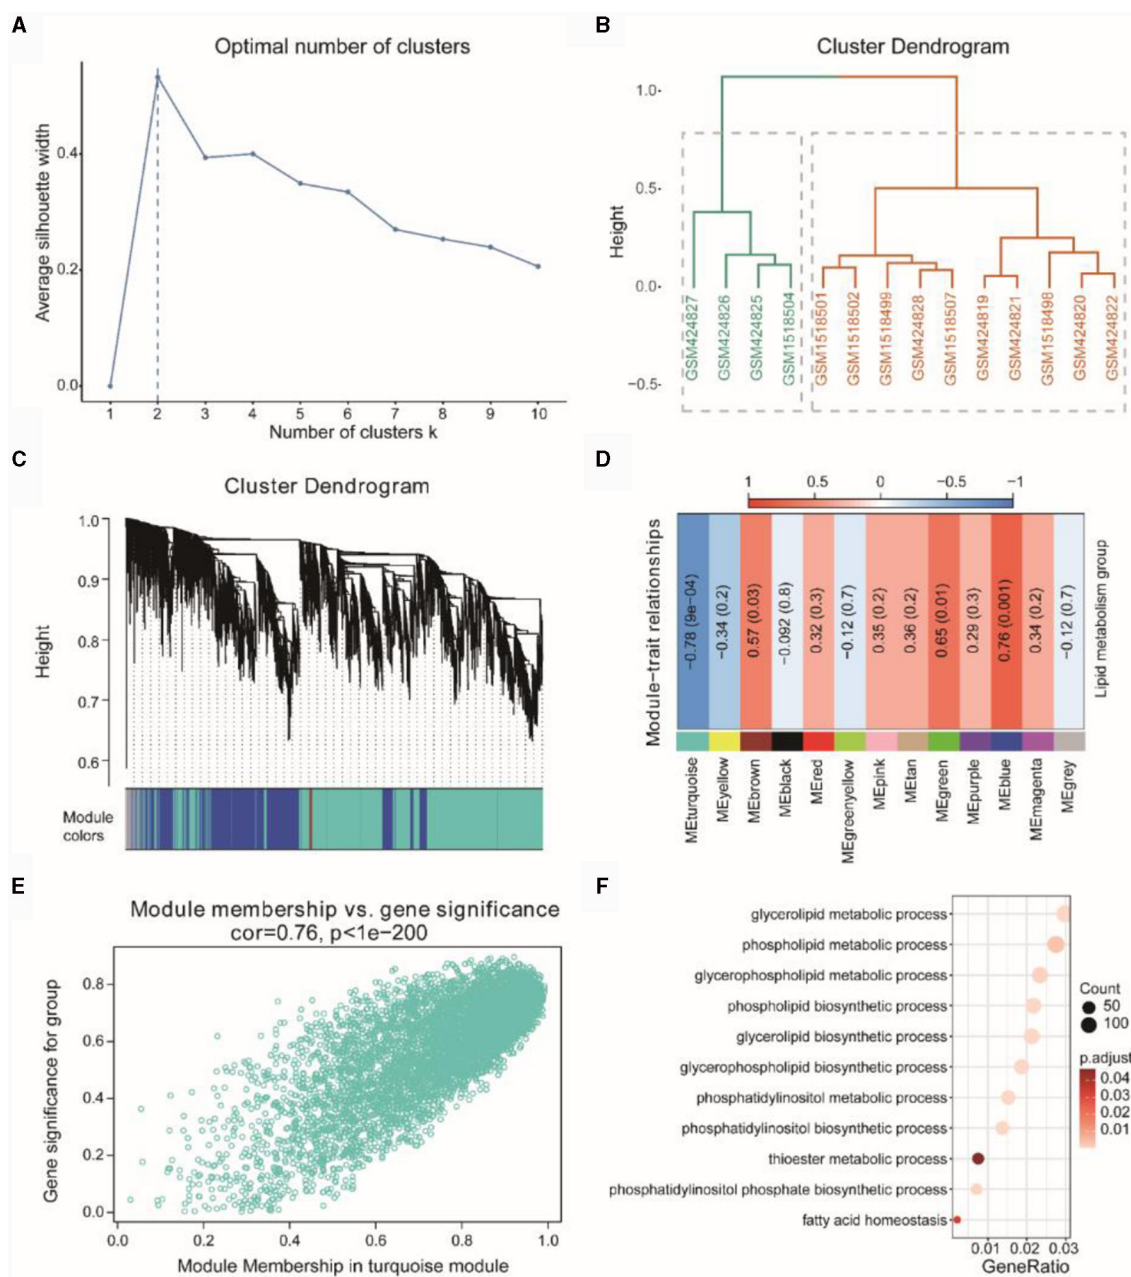 A
Optimal number of clusters
Average silhouette width
0.4
0.2
0.0
1 2 3 4 5 6 7 8 9 10
Number of clusters k
B
Cluster Dendrogram
Height
1.0
0.5
0.0
−0.5
GSM424827
GSM424826
GSM424825
GSM1518504
GSM1518501
GSM1518502
GSM1518499
GSM424828
GSM1518507
GSM424819
GSM424821
GSM1518498
GSM424820
GSM424822
C
Cluster Dendrogram
Height
1.0
0.9
0.8
0.7
0.6
Module
colors
D
1 0.5 0 −0.5 −1
Module−trait relationships
−0.78 (9e−04)
−0.34 (0.2)
0.57 (0.03)
−0.092 (0.8)
0.32 (0.3)
−0.12 (0.7)
0.35 (0.2)
0.36 (0.2)
0.65 (0.01)
0.29 (0.3)
0.76 (0.001)
0.34 (0.2)
−0.12 (0.7)
Lipid metabolism group
MEturquoise
MEyellow
MEbrown
MEblack
MEred
MEgreenyellow
MEpink
MEtan
MEgreen
MEpurple
MEblue
MEmagenta
MEgrey
E
Module membership vs. gene significance
cor=0.76, p<1e−200
Gene significance for group
0.8
0.6
0.4
0.2
0.0
0.0 0.2 0.4 0.6 0.8 1.0
Module Membership in turquoise module
F
glycerolipid metabolic process
phospholipid metabolic process
glycerophospholipid metabolic process
phospholipid biosynthetic process
glycerolipid biosynthetic process
glycerophospholipid biosynthetic process
phosphatidylinositol metabolic process
phosphatidylinositol biosynthetic process
thioester metabolic process
phosphatidylinositol phosphate biosynthetic process
fatty acid homeostasis
0.01 0.02 0.03
GeneRatio
Count
50
100
p.adjust
0.04
0.03
0.02
0.01